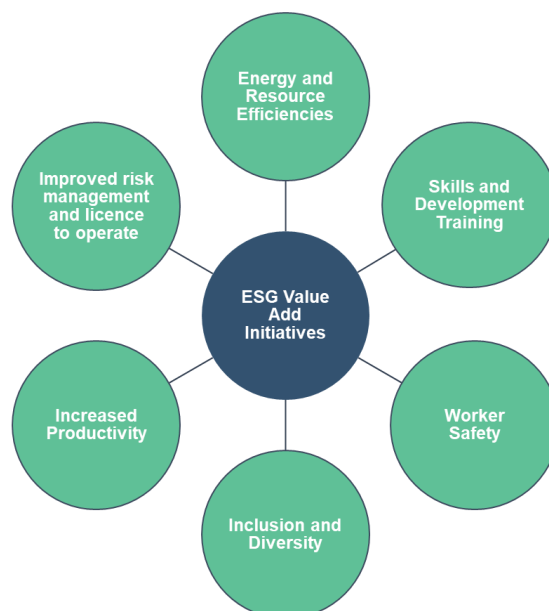 Energy and
Resource
Efficiencies
Improved risk
management
and licence
to operate
Skills and
Development
Training
ESG Value
Add
Initiatives
Increased
Productivity
Worker
Safety
Inclusion and
Diversity